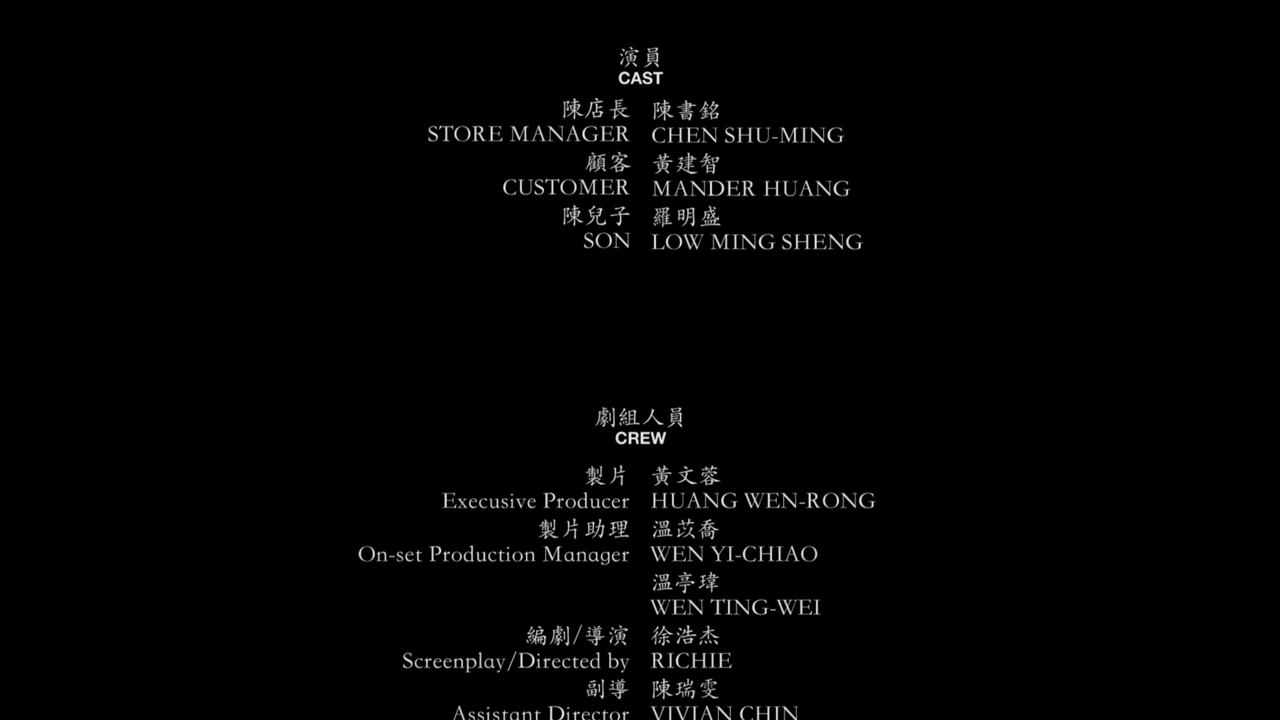 演員
CAST
陳店長 陳書銘
STORE MANAGER CHEN SHU-MING
顧客 黃建智
CUSTOMER MANDER HUANG
陳兒子 羅明盛
SON LOW MING SHENG
劇組人員
CREW
製片 黃文蓉
Execusive Producer HUANG WEN-RONG
製片助理 溫苡喬
On-set Production Manager WEN YI-CHIAO
溫亭瑋
WEN TING-WEI
編劇/導演 徐浩杰
Screenplay/Directed by RICHIE
副導 陳瑞雯
Assistant Director VIVIAN CHIN